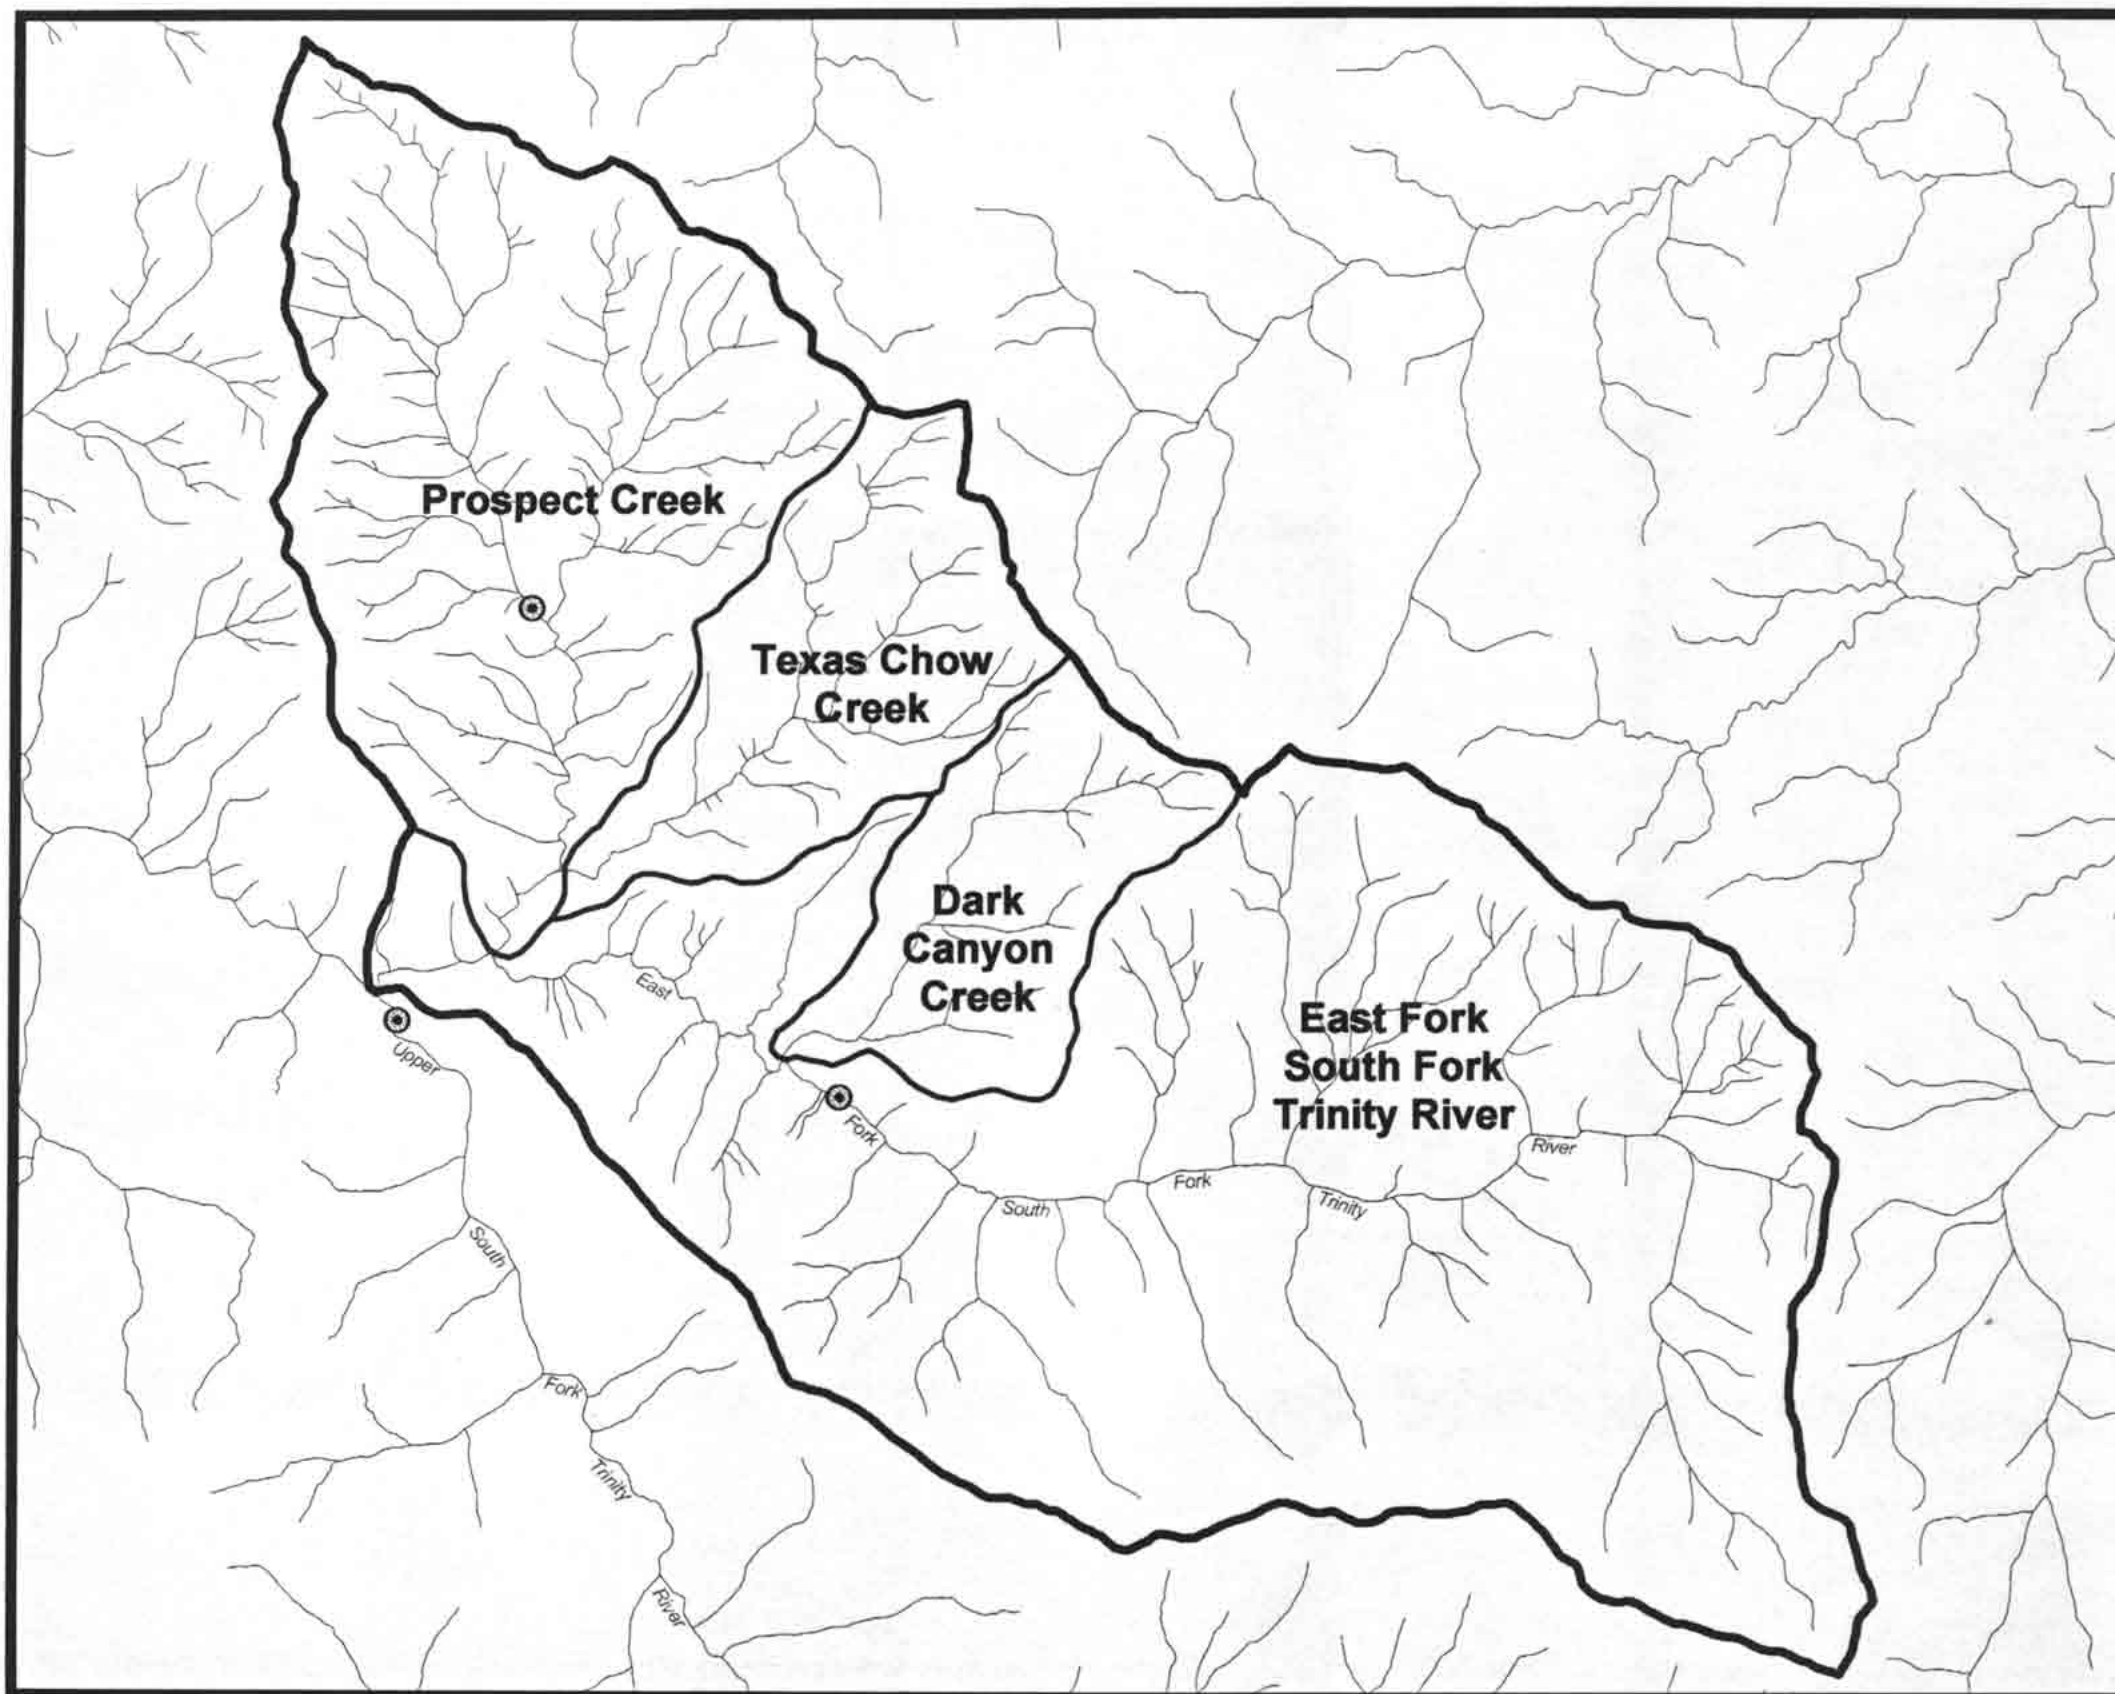 Prospect Creek
Texas Chow
Creek
Dark
Canyon
Creek
East Fork
South Fork
Trinity River
East
Fork
South
Fork
Trinity
River
Upper
South
Fork
Trinity
River